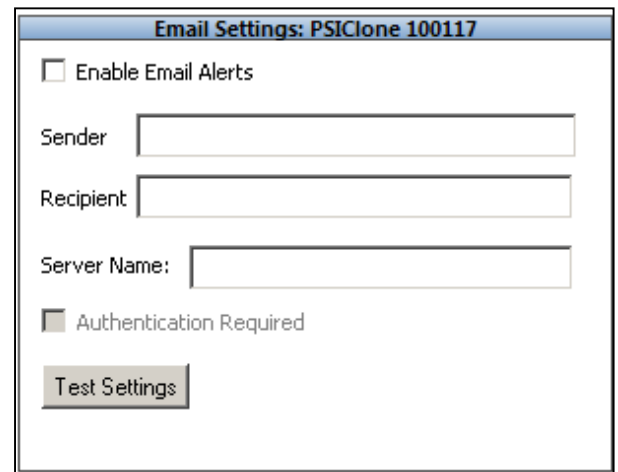 Email Settings: PSIClone 100117
Enable Email Alerts
Sender
Recipient
Server Name:
Authentication Required
Test Settings